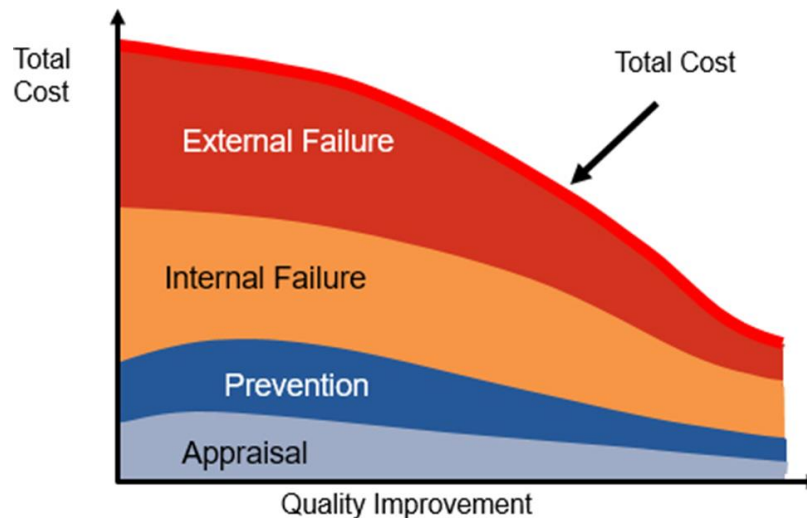 Total
Cost
Total Cost
External Failure
Internal Failure
Prevention
Appraisal
Quality Improvement